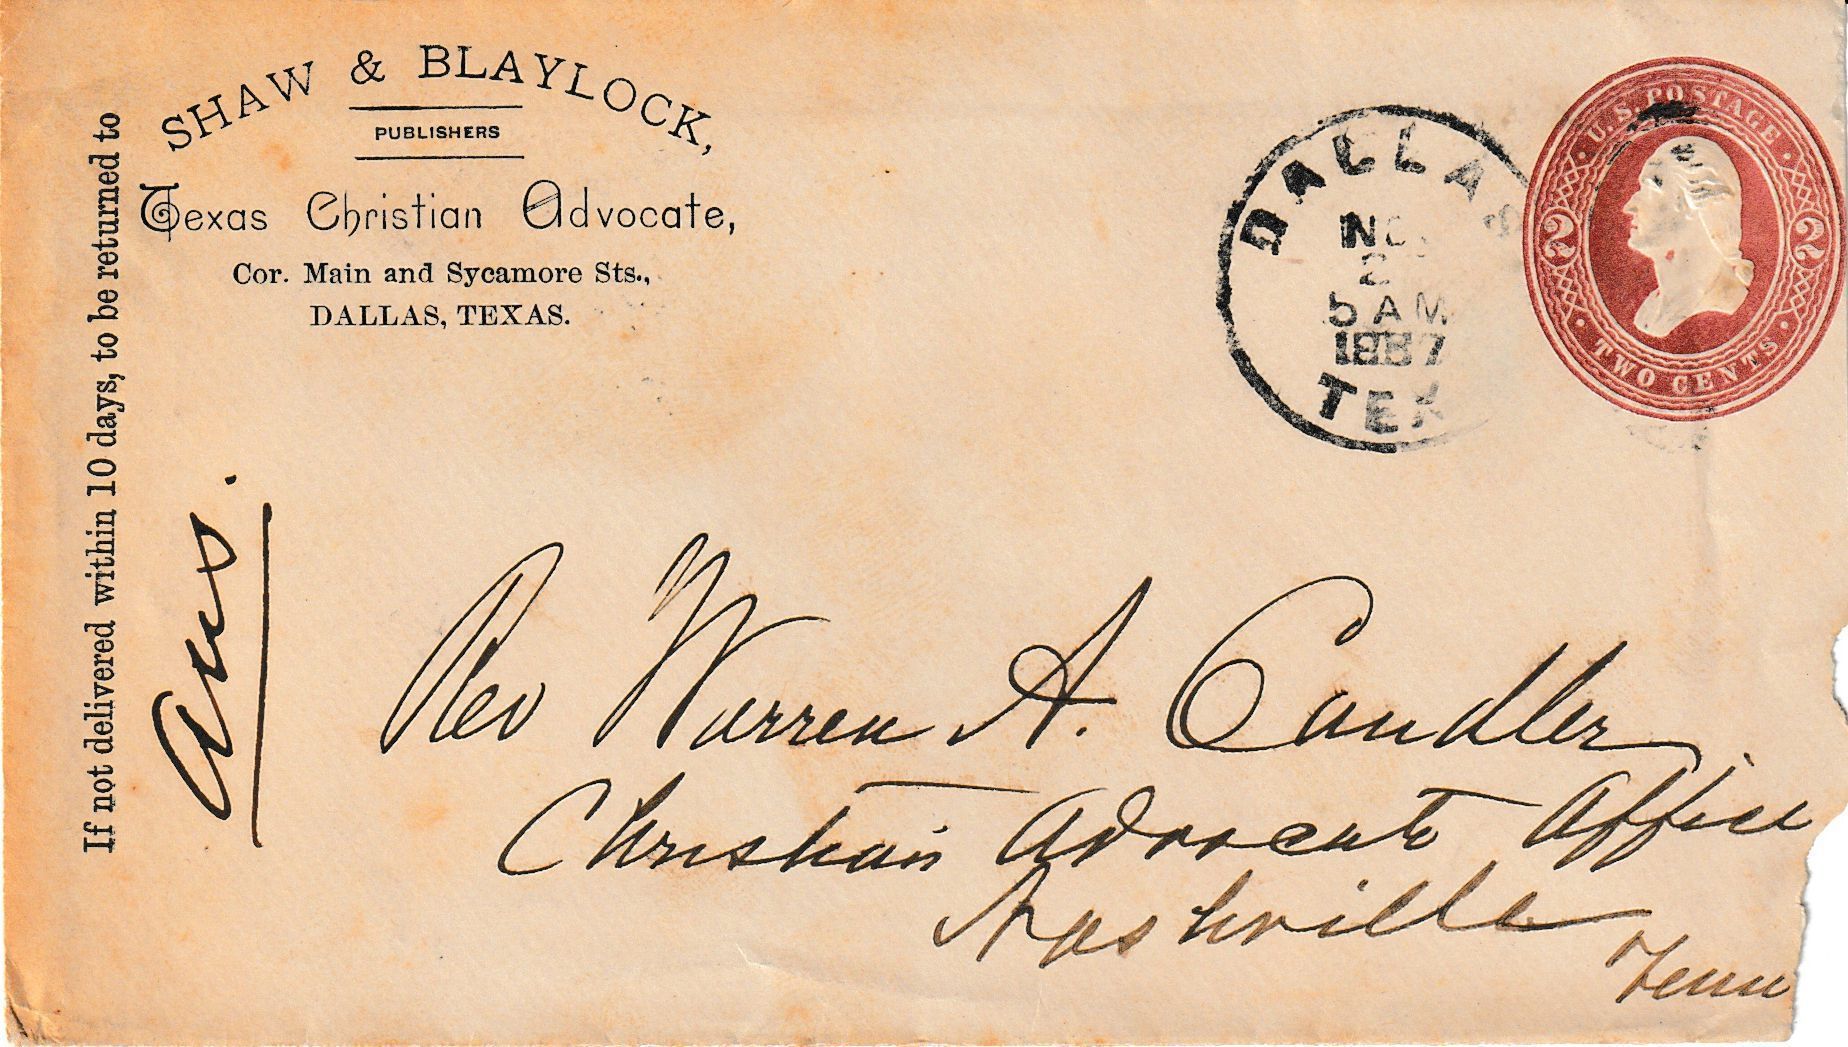 If not delivered within 10 days, to be returned to
SHAW & BLAYLOCK,
PUBLISHERS
Texas Christian Advocate,
Cor. Main and Sycamore Sts.,
DALLAS, TEXAS.
DALLAS
5 AM
1887
TEX
U.S. POSTAGE
2 2
TWO CENTS
Ans.
Rev Warren A. Candler
Christian Advocate Office
Nashville
Tenn